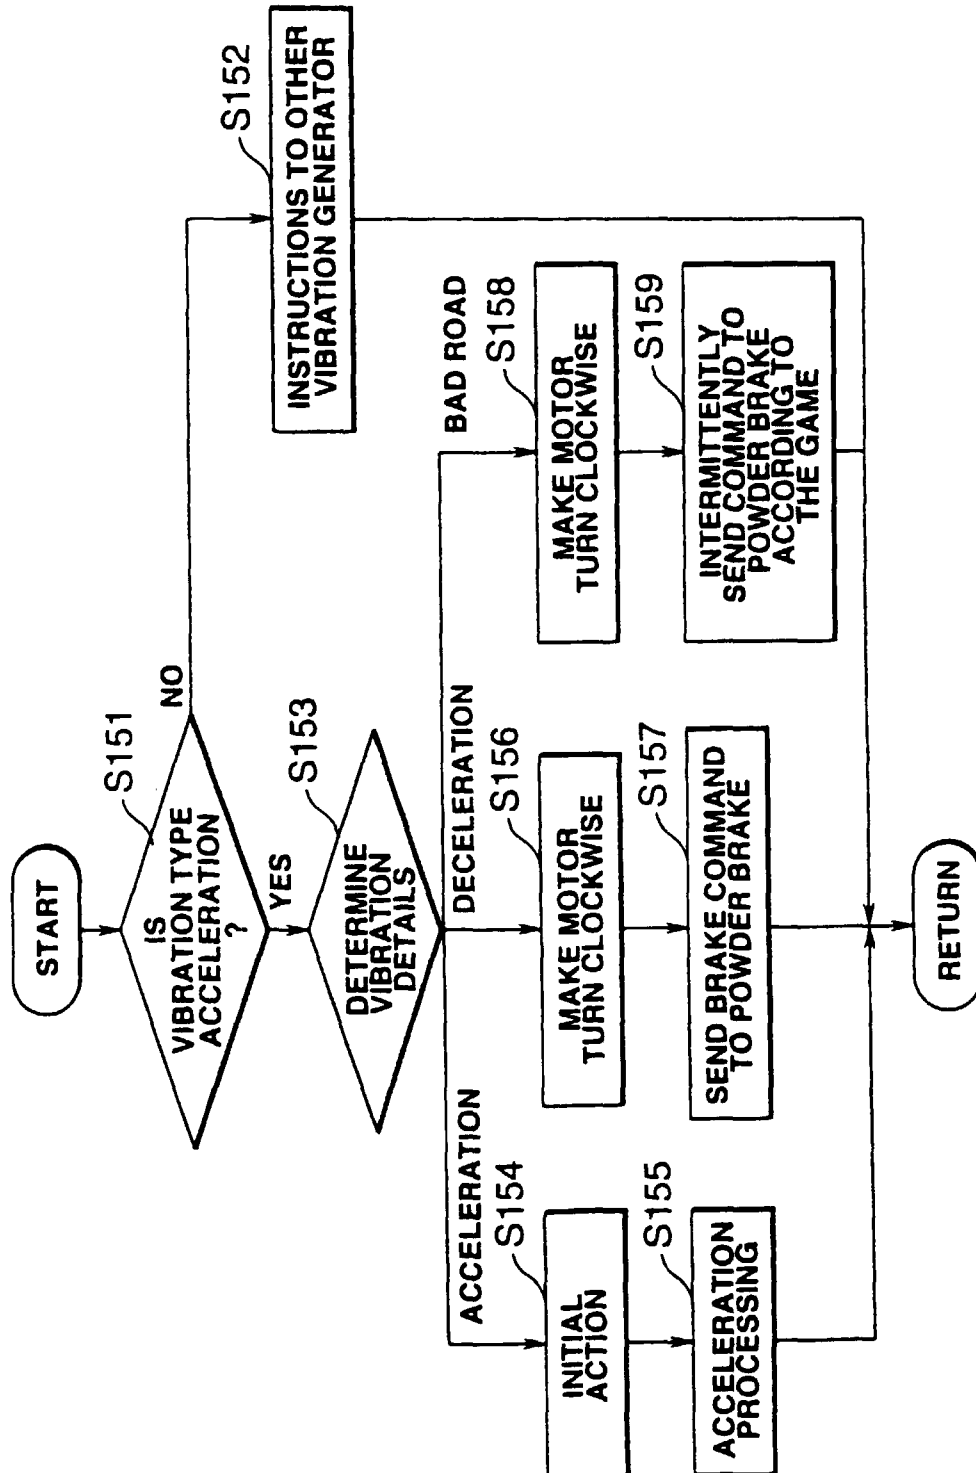 START
S151
IS
VIBRATION TYPE
ACCELERATION
?
NO
YES
S152
INSTRUCTIONS TO OTHER
VIBRATION GENERATOR
S153
DETERMINE
VIBRATION
DETAILS
ACCELERATION
DECELERATION
BAD ROAD
S154
INITIAL
ACTION
S155
ACCELERATION
PROCESSING
S156
MAKE MOTOR
TURN CLOCKWISE
S157
SEND BRAKE COMMAND
TO POWDER BRAKE
S158
MAKE MOTOR
TURN CLOCKWISE
S159
INTERMITTENTLY
SEND COMMAND TO
POWDER BRAKE
ACCORDING TO
THE GAME
RETURN